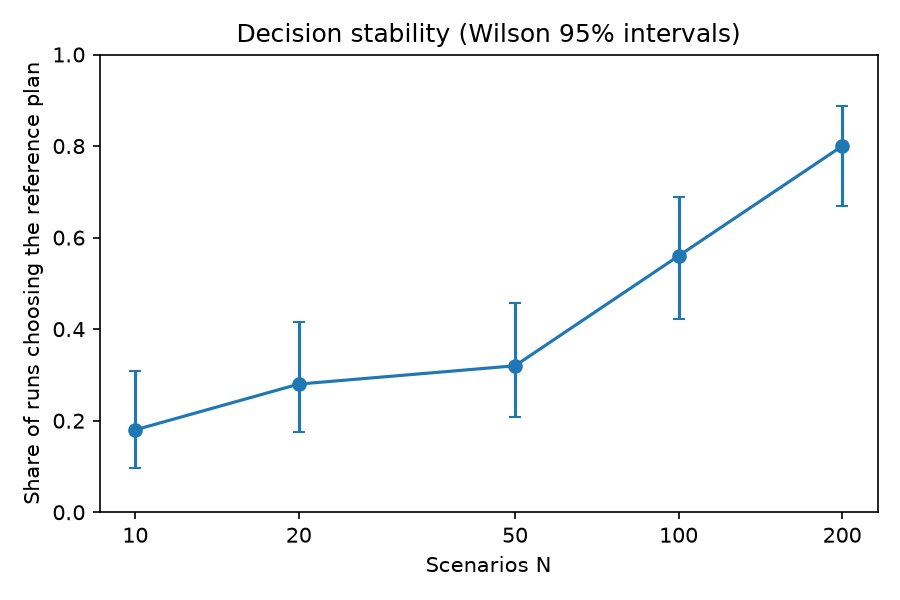 Decision stability (Wilson 95% intervals)
Share of runs choosing the reference plan
1.0
0.8
0.6
0.4
0.2
0.0
10 20 50 100 200
Scenarios N